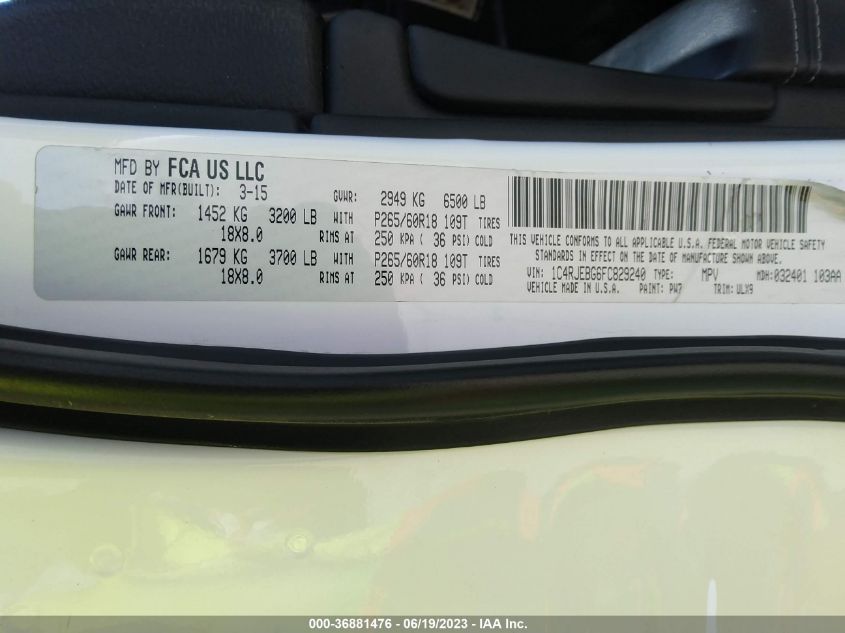 MFD BY FCA US LLC
DATE OF MFR(BUILT): 3-15 GVWR: 2949 KG 6500 LB
GAWR FRONT: 1452 KG 3200 LB WITH P265/60R18 109T TIRES
18X8.0 RIMS AT 250 KPA ( 36 PSI) COLD
GAWR REAR: 1679 KG 3700 LB WITH P265/60R18 109T TIRES
18X8.0 RIMS AT 250 KPA ( 36 PSI) COLD
THIS VEHICLE CONFORMS TO ALL APPLICABLE U.S.A. FEDERAL MOTOR VEHICLE SAFETY
STANDARDS IN EFFECT ON THE DATE OF MANUFACTURE SHOWN ABOVE.
VIN: 1C4RJEBG6FC829240 TYPE: MPV MDH: 032401 103AA
VEHICLE MADE IN U.S.A. PAINT: PW7 TRIM: ULX9
000-36881476 - 06/19/2023 - IAA Inc.